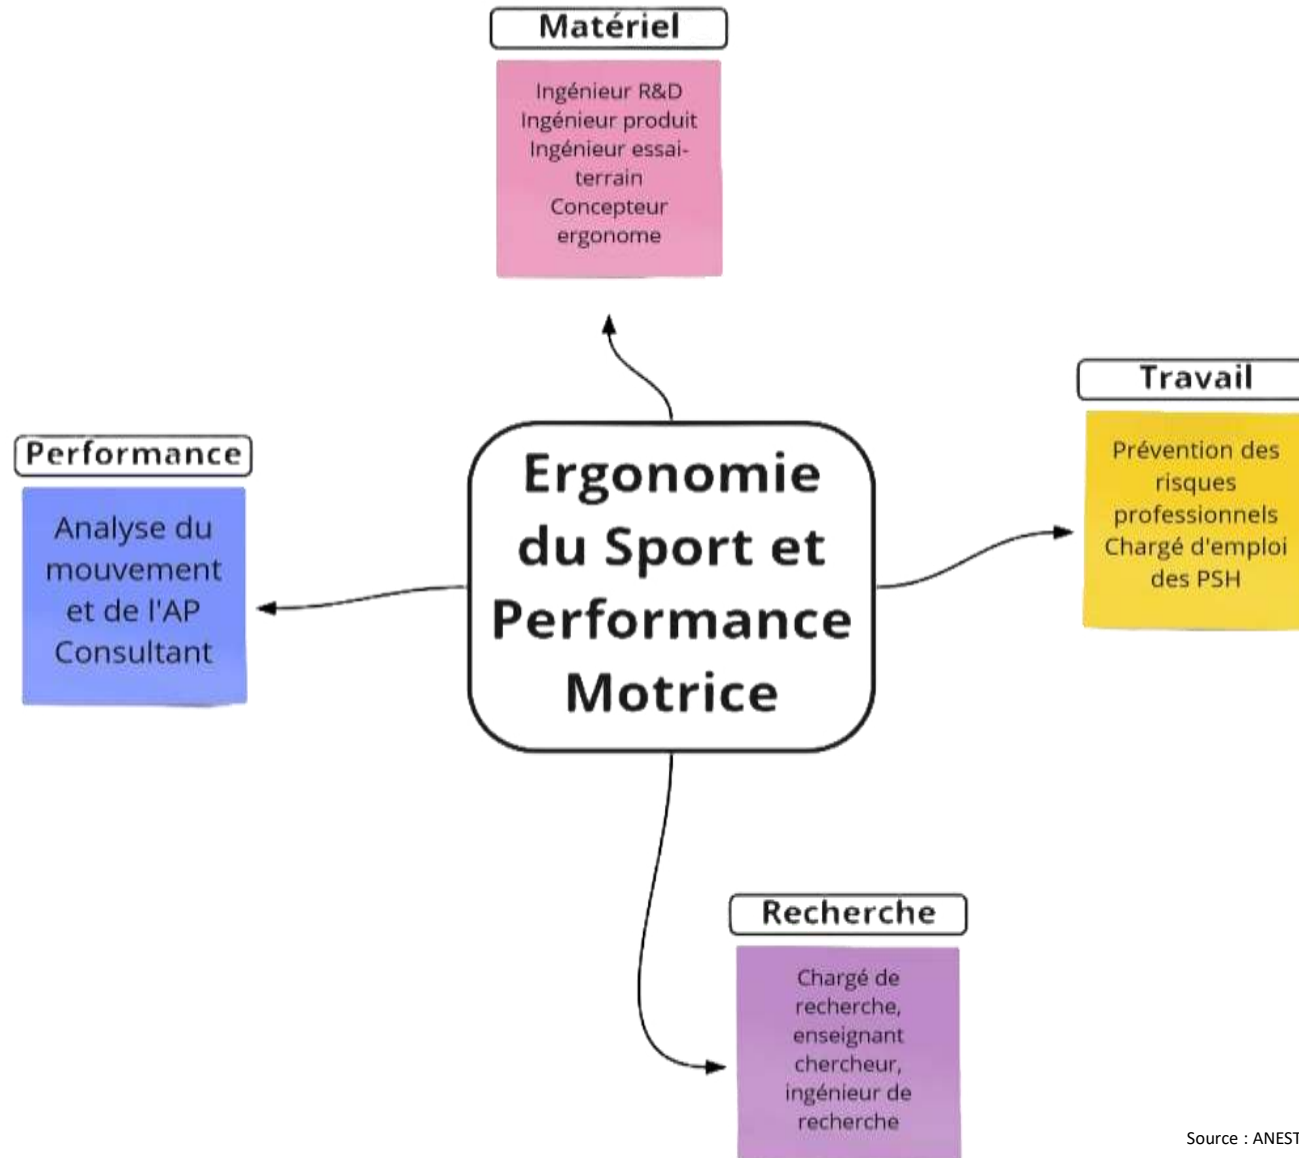 Matériel
Ingénieur R&D
Ingénieur produit
Ingénieur essai-
terrain
Concepteur
ergonome
Travail
Prévention des
risques
professionnels
Chargé d'emploi
des PSH
Performance
Analyse du
mouvement
et de l'AP
Consultant
Ergonomie
du Sport et
Performance
Motrice
Recherche
Chargé de
recherche,
enseignant
chercheur,
ingénieur de
recherche
Source : ANEST